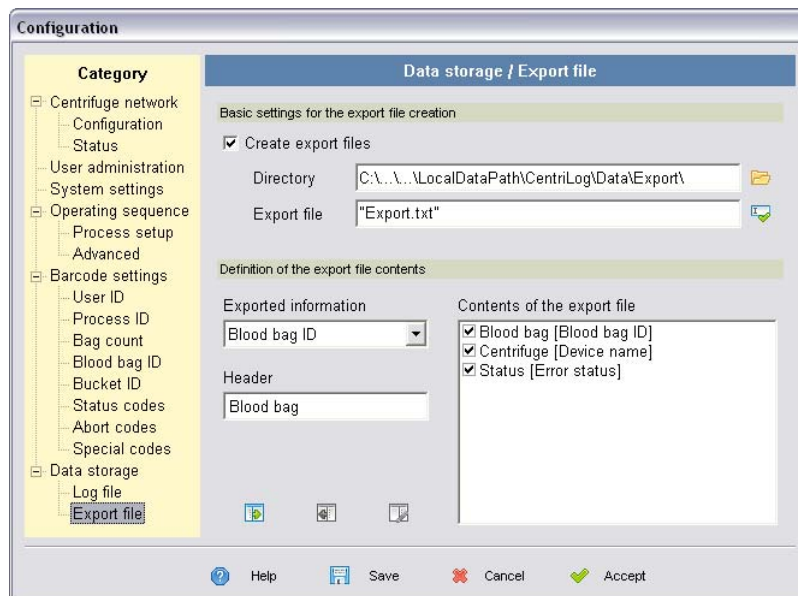 Configuration
Category
Centrifuge network
Configuration
Status
User administration
System settings
Operating sequence
Process setup
Advanced
Barcode settings
User ID
Process ID
Bag count
Blood bag ID
Bucket ID
Status codes
Abort codes
Special codes
Data storage
Log file
Export file
Data storage / Export file
Basic settings for the export file creation
Create export files
Directory C:\...\...\LocalDataPath\CentriLog\Data\Export\
Export file "Export.txt"
Definition of the export file contents
Exported information
Blood bag ID
Header
Blood bag
Contents of the export file
Blood bag [Blood bag ID]
Centrifuge [Device name]
Status [Error status]
Help Save Cancel Accept